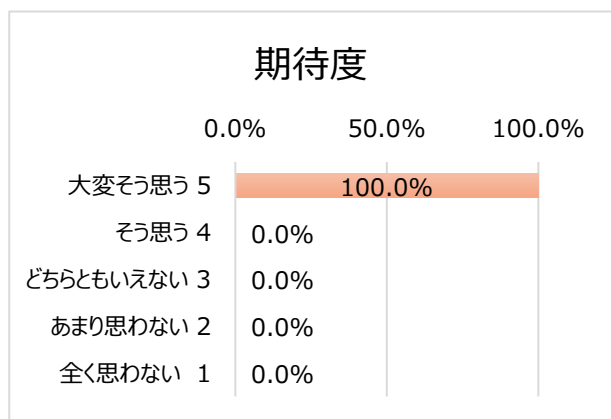 期待度
0.0% 50.0% 100.0%
大変そう思う 5 100.0%
そう思う 4 0.0%
どちらともいえない 3 0.0%
あまり思わない 2 0.0%
全く思わない 1 0.0%